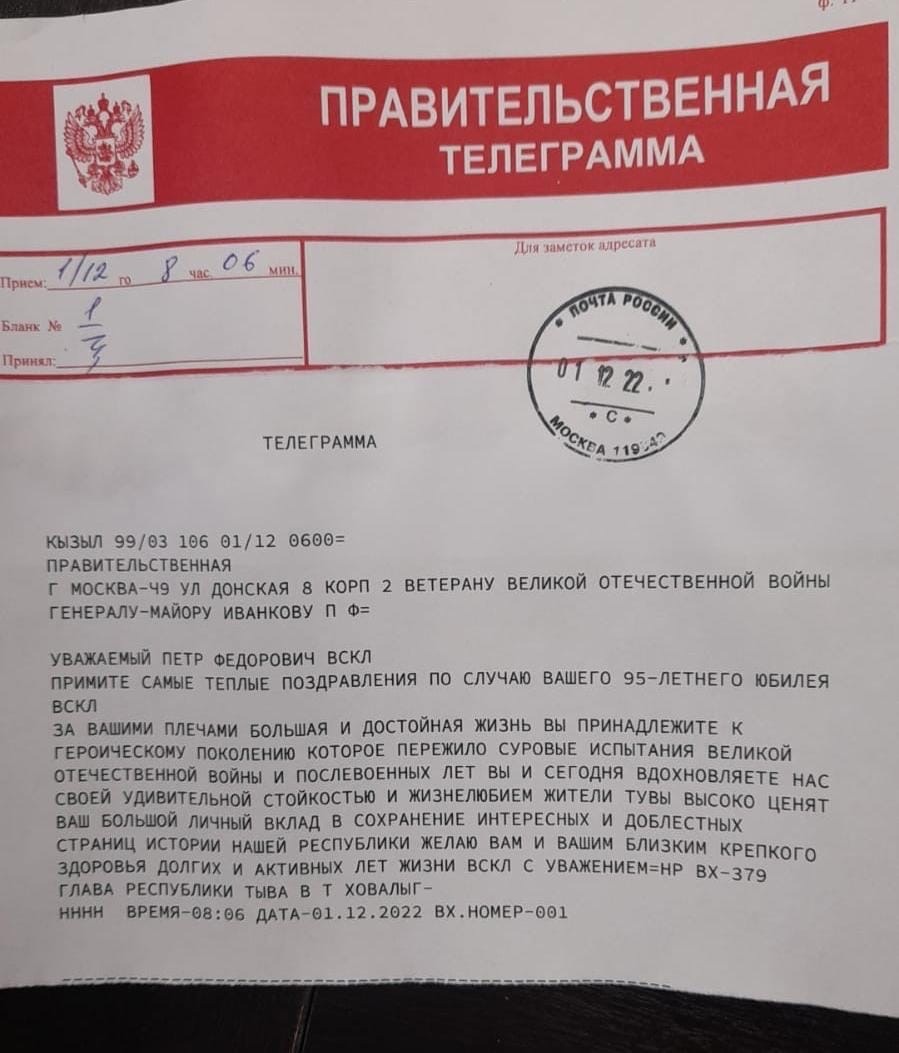 ПРАВИТЕЛЬСТВЕННАЯ
ТЕЛЕГРАММА
Прием: 1/12 го 8 час. 06 мин.
Бланк № 1
Принял:
Для заметок адресата
ПОЧТА РОССИИ
01 12 22
С
МОСКВА
ТЕЛЕГРАММА
КЫЗЫЛ 99/03 106 01/12 0600=
ПРАВИТЕЛЬСТВЕННАЯ
Г МОСКВА-Ч9 УЛ ДОНСКАЯ 8 КОРП 2 ВЕТЕРАНУ ВЕЛИКОЙ ОТЕЧЕСТВЕННОЙ ВОЙНЫ
ГЕНЕРАЛУ-МАЙОРУ ИВАНКОВУ П Ф=
УВАЖАЕМЫЙ ПЕТР ФЕДОРОВИЧ ВСКЛ
ПРИМИТЕ САМЫЕ ТЕПЛЫЕ ПОЗДРАВЛЕНИЯ ПО СЛУЧАЮ ВАШЕГО 95-ЛЕТНЕГО ЮБИЛЕЯ
ВСКЛ
ЗА ВАШИМИ ПЛЕЧАМИ БОЛЬШАЯ И ДОСТОЙНАЯ ЖИЗНЬ ВЫ ПРИНАДЛЕЖИТЕ К
ГЕРОИЧЕСКОМУ ПОКОЛЕНИЮ КОТОРОЕ ПЕРЕЖИЛО СУРОВЫЕ ИСПЫТАНИЯ ВЕЛИКОЙ
ОТЕЧЕСТВЕННОЙ ВОЙНЫ И ПОСЛЕВОЕННЫХ ЛЕТ ВЫ И СЕГОДНЯ ВДОХНОВЛЯЕТЕ НАС
СВОЕЙ УДИВИТЕЛЬНОЙ СТОЙКОСТЬЮ И ЖИЗНЕЛЮБИЕМ ЖИТЕЛИ ТУВЫ ВЫСОКО ЦЕНЯТ
ВАШ БОЛЬШОЙ ЛИЧНЫЙ ВКЛАД В СОХРАНЕНИЕ ИНТЕРЕСНЫХ И ДОБЛЕСТНЫХ
СТРАНИЦ ИСТОРИИ НАШЕЙ РЕСПУБЛИКИ ЖЕЛАЮ ВАМ И ВАШИМ БЛИЗКИМ КРЕПКОГО
ЗДОРОВЬЯ ДОЛГИХ И АКТИВНЫХ ЛЕТ ЖИЗНИ ВСКЛ С УВАЖЕНИЕМ=НР ВХ-379
ГЛАВА РЕСПУБЛИКИ ТЫВА В Т ХОВАЛЫГ-
НННН ВРЕМЯ-08:06 ДАТА-01.12.2022 ВХ.НОМЕР-001